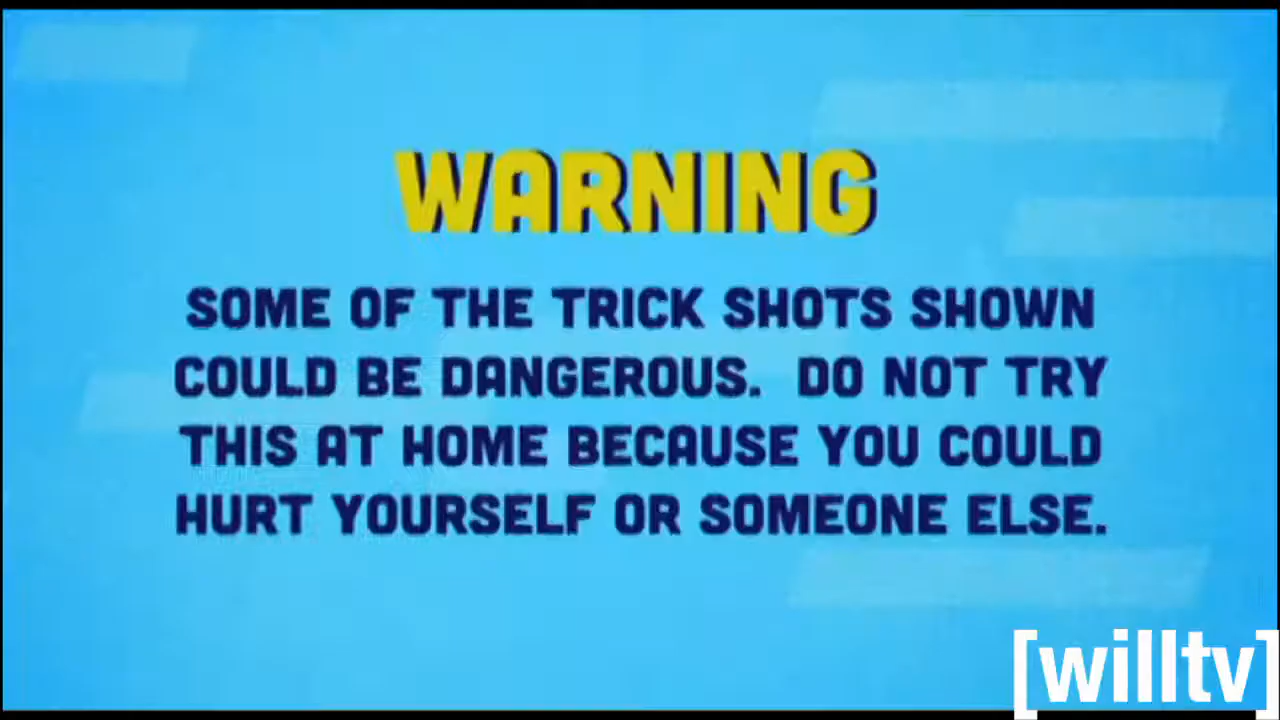 WARNING
SOME OF THE TRICK SHOTS SHOWN
COULD BE DANGEROUS. DO NOT TRY
THIS AT HOME BECAUSE YOU COULD
HURT YOURSELF OR SOMEONE ELSE.
[willtv]